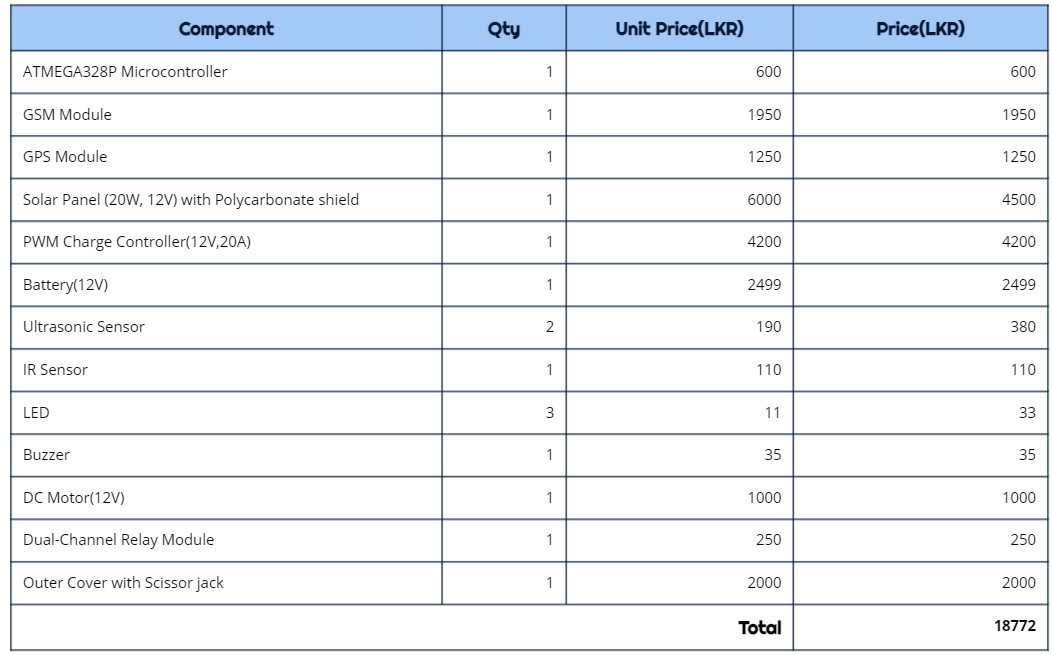 Component Qty Unit Price(LKR) Price(LKR)
ATMEGA328P Microcontroller 1 600 600
GSM Module 1 1950 1950
GPS Module 1 1250 1250
Solar Panel (20W, 12V) with Polycarbonate shield 1 6000 4500
PWM Charge Controller(12V,20A) 1 4200 4200
Battery(12V) 1 2499 2499
Ultrasonic Sensor 2 190 380
IR Sensor 1 110 110
LED 3 11 33
Buzzer 1 35 35
DC Motor(12V) 1 1000 1000
Dual-Channel Relay Module 1 250 250
Outer Cover with Scissor jack 1 2000 2000
Total 18772